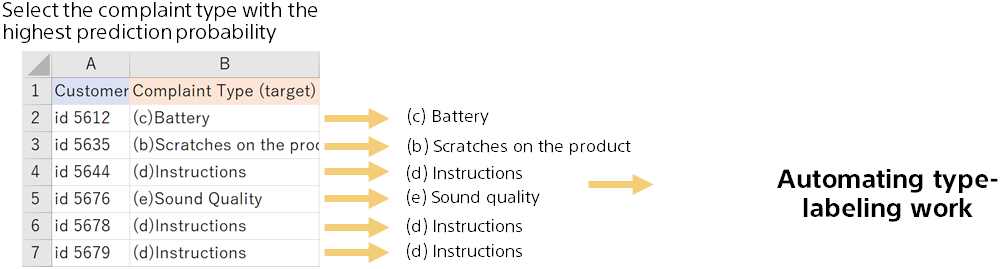 Select the complaint type with the
highest prediction probability
A B
1 Customer Complaint Type (target)
2 id 5612 (c)Battery (c) Battery
3 id 5635 (b)Scratches on the proc (b) Scratches on the product
4 id 5644 (d)Instructions (d) Instructions
5 id 5676 (e)Sound Quality (e) Sound quality
6 id 5678 (d)Instructions (d) Instructions
7 id 5679 (d)Instructions (d) Instructions
Automating type-
labeling work